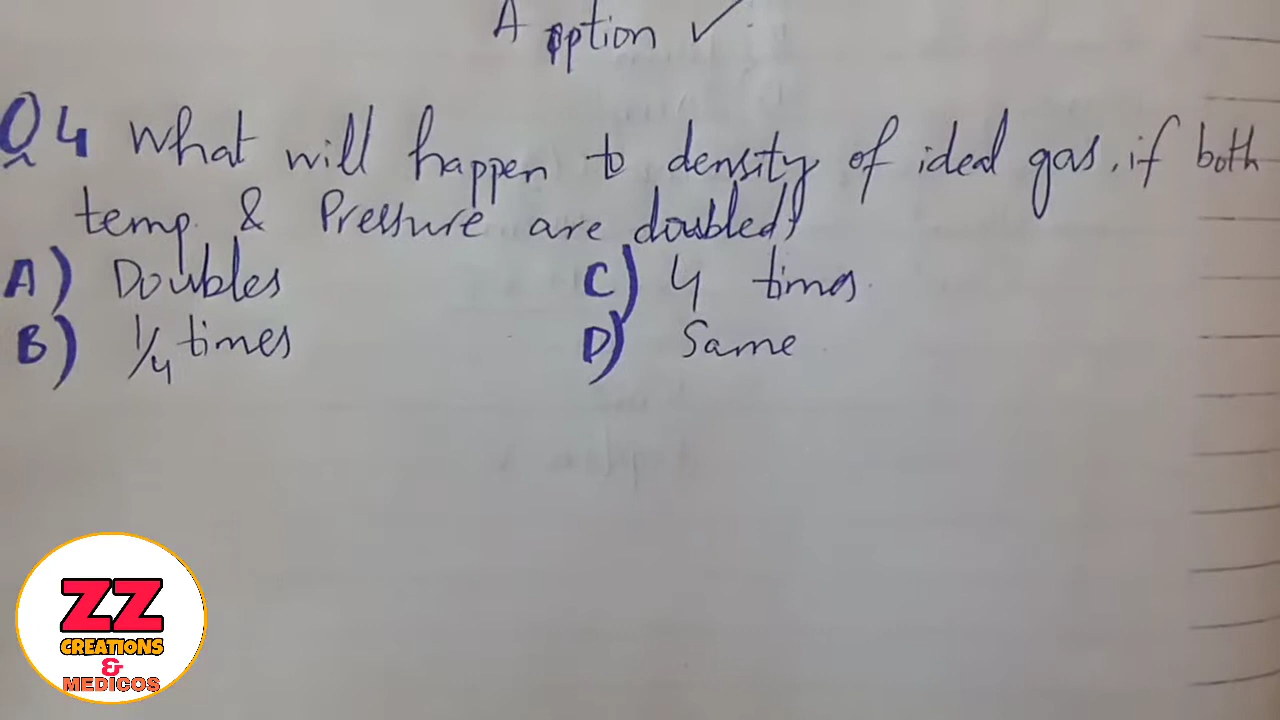 A option ✓
Q4 What will happen to density of ideal gas, if both
temp. & Pressure are doubled?
A) Doubles
C) 4 times.
B) 1/4 times
D) Same
ZZ
CREATIONS
&
MEDICOS